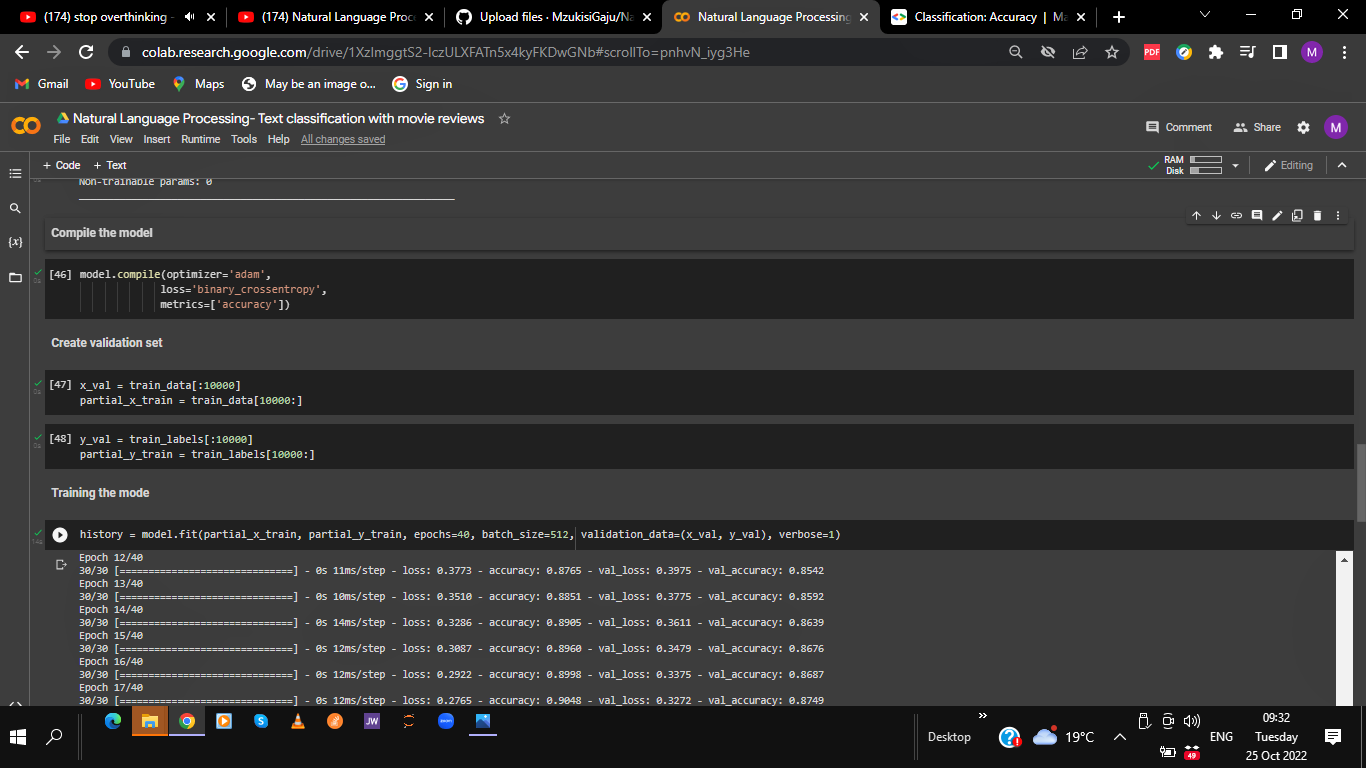 (174) stop overthinking -
(174) Natural Language Proce
Upload files · MzukisiGaju/Na
Natural Language Processing
Classification: Accuracy | Ma
colab.research.google.com/drive/1XzImggtS2-IczULXFATn5x4kyFKDwGNb#scrollTo=pnhvN_iyg3He
PDF
M
Gmail
YouTube
Maps
May be an image o...
Sign in
Natural Language Processing- Text classification with movie reviews
File Edit View Insert Runtime Tools Help All changes saved
Comment
Share
M
+ Code + Text
RAM
Disk
Editing
Non-trainable params: 0
Compile the model
[46] model.compile(optimizer='adam',
loss='binary_crossentropy',
metrics=['accuracy'])
0s
Create validation set
[47] x_val = train_data[:10000]
partial_x_train = train_data[10000:]
0s
[48] y_val = train_labels[:10000]
partial_y_train = train_labels[10000:]
0s
Training the mode
history = model.fit(partial_x_train, partial_y_train, epochs=40, batch_size=512, validation_data=(x_val, y_val), verbose=1)
Epoch 12/40
30/30 [==============================] - 0s 11ms/step - loss: 0.3773 - accuracy: 0.8765 - val_loss: 0.3975 - val_accuracy: 0.8542
Epoch 13/40
30/30 [==============================] - 0s 10ms/step - loss: 0.3510 - accuracy: 0.8851 - val_loss: 0.3775 - val_accuracy: 0.8592
Epoch 14/40
30/30 [==============================] - 0s 14ms/step - loss: 0.3286 - accuracy: 0.8905 - val_loss: 0.3611 - val_accuracy: 0.8639
Epoch 15/40
30/30 [==============================] - 0s 12ms/step - loss: 0.3087 - accuracy: 0.8960 - val_loss: 0.3479 - val_accuracy: 0.8676
Epoch 16/40
30/30 [==============================] - 0s 12ms/step - loss: 0.2922 - accuracy: 0.8998 - val_loss: 0.3375 - val_accuracy: 0.8687
Epoch 17/40
30/30 [==============================] - 0s 12ms/step - loss: 0.2765 - accuracy: 0.9048 - val_loss: 0.3272 - val_accuracy: 0.8749
JW
zoom
Desktop
19°C
ENG
49
09:32
Tuesday
25 Oct 2022